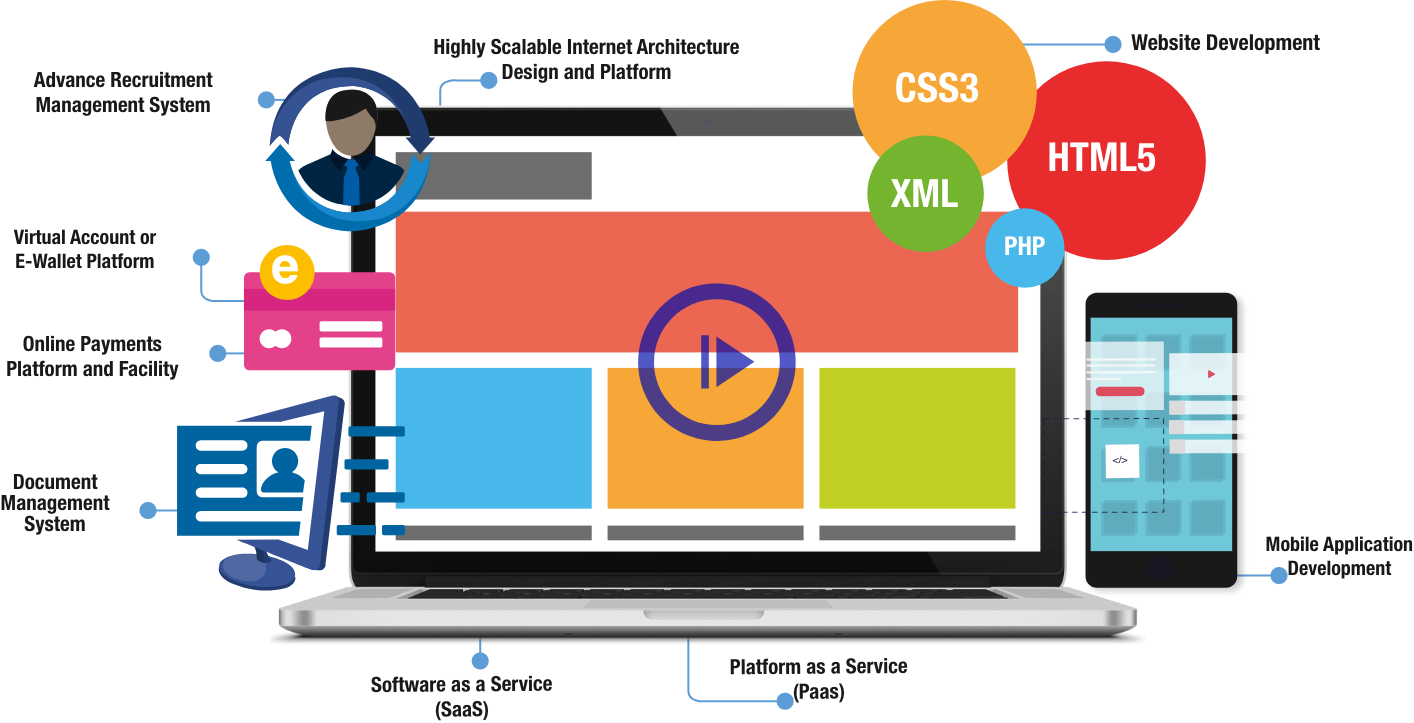 Highly Scalable Internet Architecture
Design and Platform
Website Development
Advance Recruitment
Management System
CSS3
HTML5
XML
PHP
Virtual Account or
E-Wallet Platform
e
Online Payments
Platform and Facility
</>
Document
Management
System
Mobile Application
Development
Software as a Service
(SaaS)
Platform as a Service
(Paas)